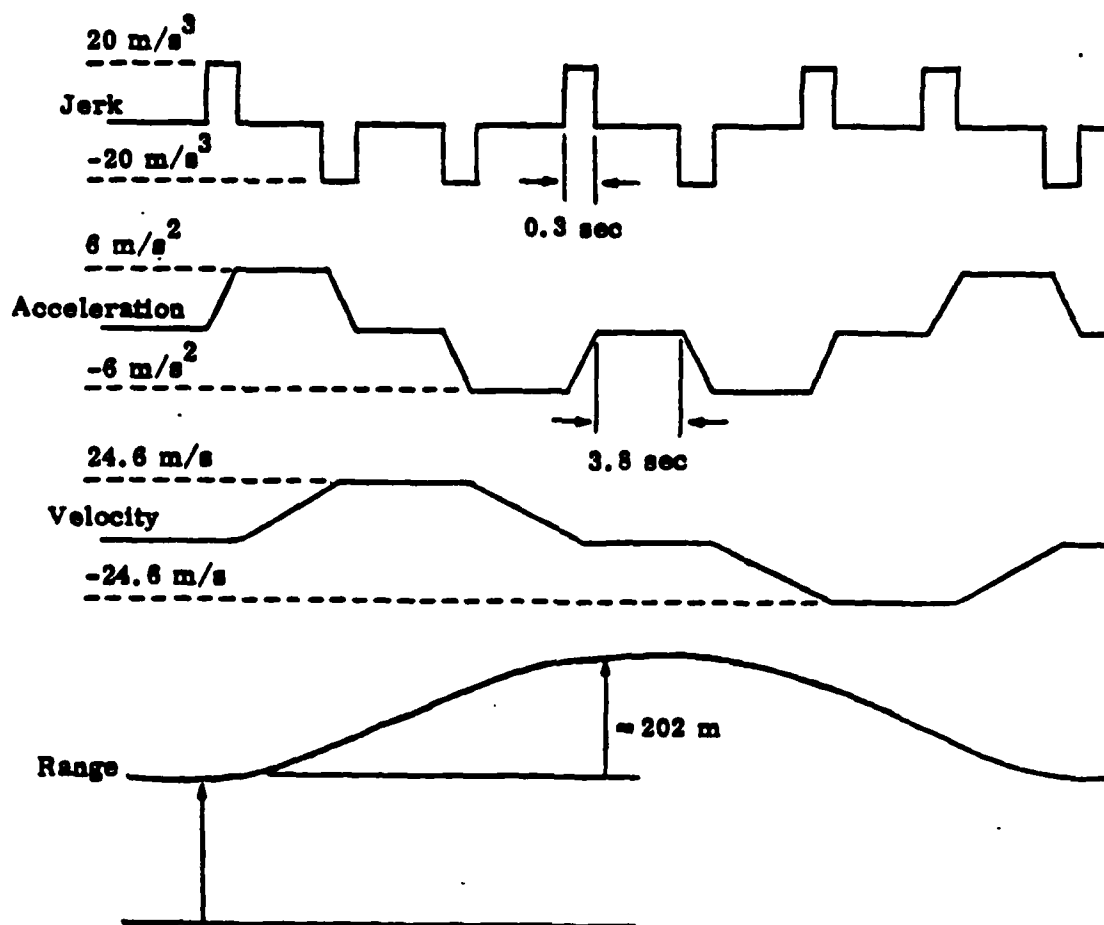 20 m/s³
Jerk
-20 m/s³
0.3 sec
6 m/s²
Acceleration
-6 m/s²
3.8 sec
24.6 m/s
Velocity
-24.6 m/s
≈ 202 m
Range